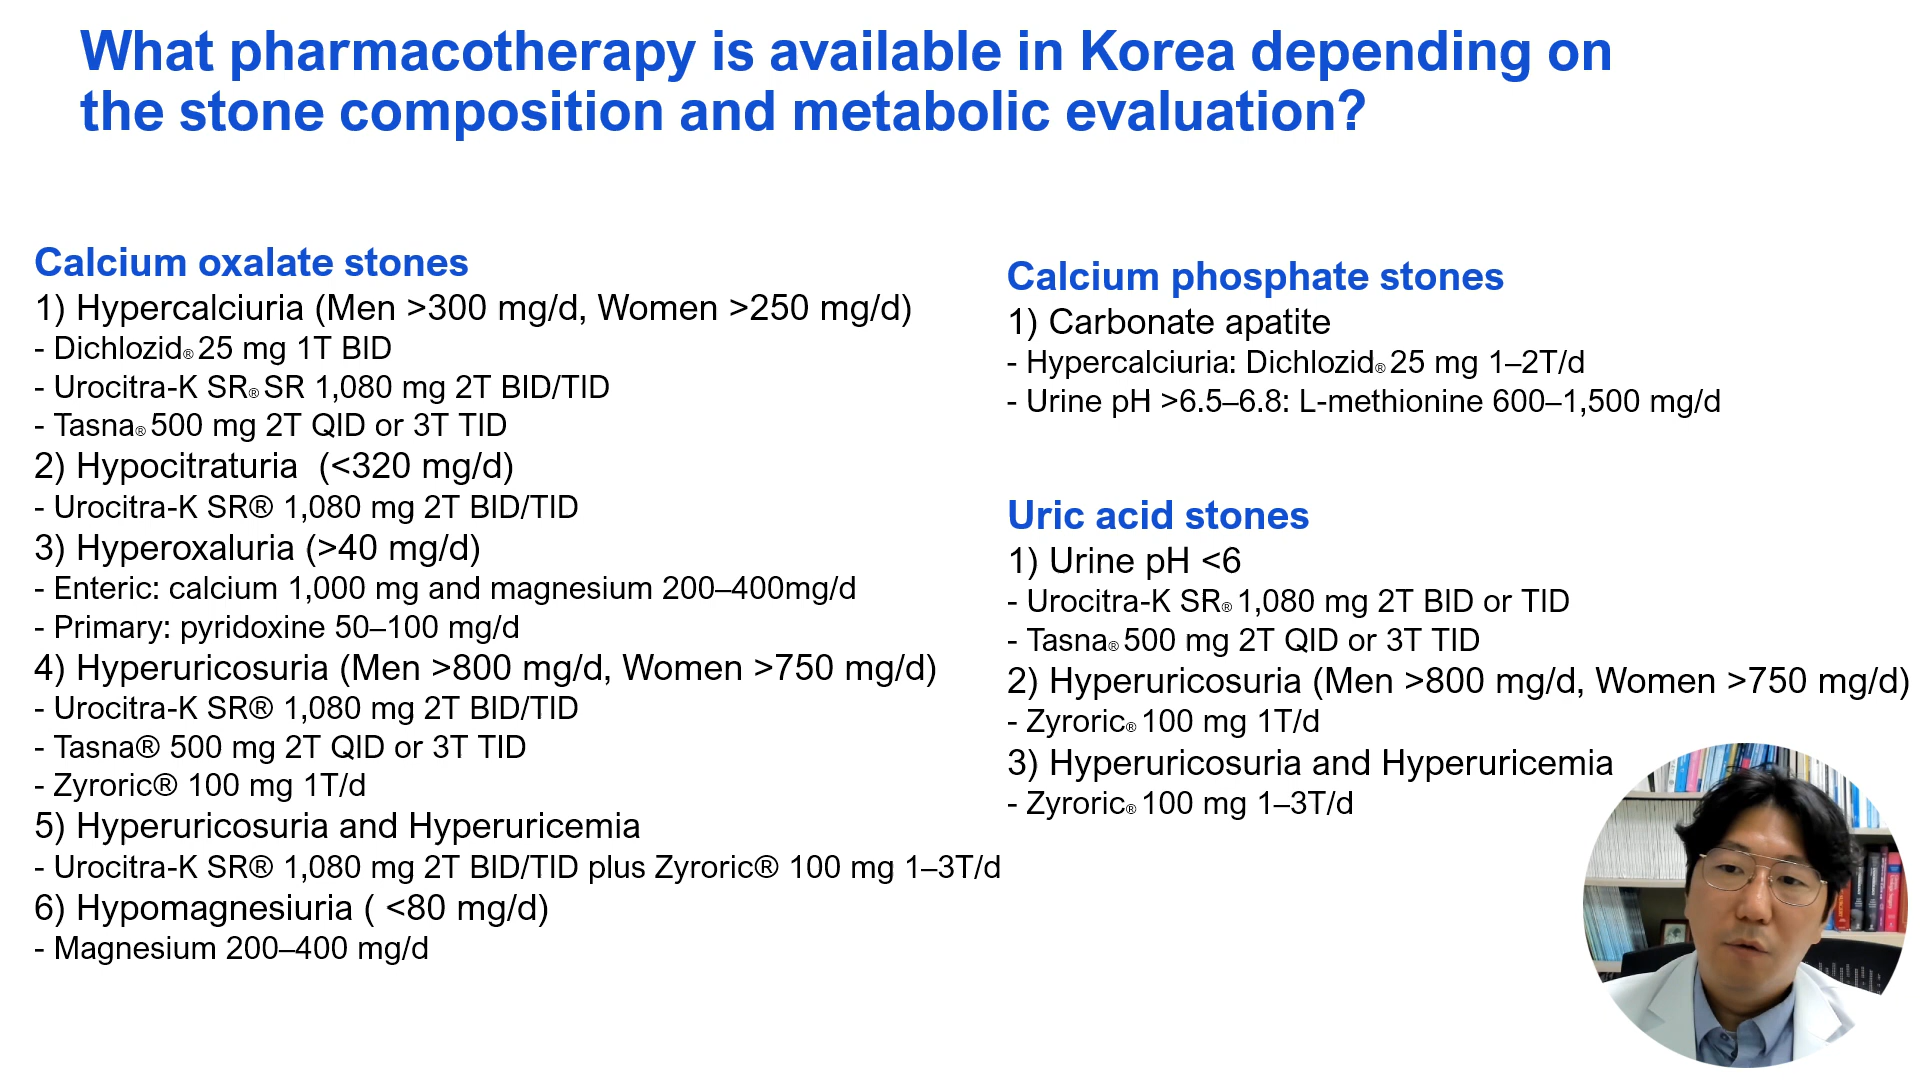 What pharmacotherapy is available in Korea depending on
the stone composition and metabolic evaluation?
Calcium oxalate stones
1) Hypercalciuria (Men >300 mg/d, Women >250 mg/d)
- Dichlozid® 25 mg 1T BID
- Urocitra-K SR® SR 1,080 mg 2T BID/TID
- Tasna® 500 mg 2T QID or 3T TID
2) Hypocitraturia  (<320 mg/d)
- Urocitra-K SR® 1,080 mg 2T BID/TID
3) Hyperoxaluria (>40 mg/d)
- Enteric: calcium 1,000 mg and magnesium 200–400mg/d
- Primary: pyridoxine 50–100 mg/d
4) Hyperuricosuria (Men >800 mg/d, Women >750 mg/d)
- Urocitra-K SR® 1,080 mg 2T BID/TID
- Tasna® 500 mg 2T QID or 3T TID
- Zyroric® 100 mg 1T/d
5) Hyperuricosuria and Hyperuricemia
- Urocitra-K SR® 1,080 mg 2T BID/TID plus Zyroric® 100 mg 1–3T/d
6) Hypomagnesiuria ( <80 mg/d)
- Magnesium 200–400 mg/d
Calcium phosphate stones
1) Carbonate apatite
- Hypercalciuria: Dichlozid® 25 mg 1–2T/d
- Urine pH >6.5–6.8: L-methionine 600–1,500 mg/d
Uric acid stones
1) Urine pH <6
- Urocitra-K SR® 1,080 mg 2T BID or TID
- Tasna® 500 mg 2T QID or 3T TID
2) Hyperuricosuria (Men >800 mg/d, Women >750 mg/d)
- Zyroric® 100 mg 1T/d
3) Hyperuricosuria and Hyperuricemia
- Zyroric® 100 mg 1–3T/d